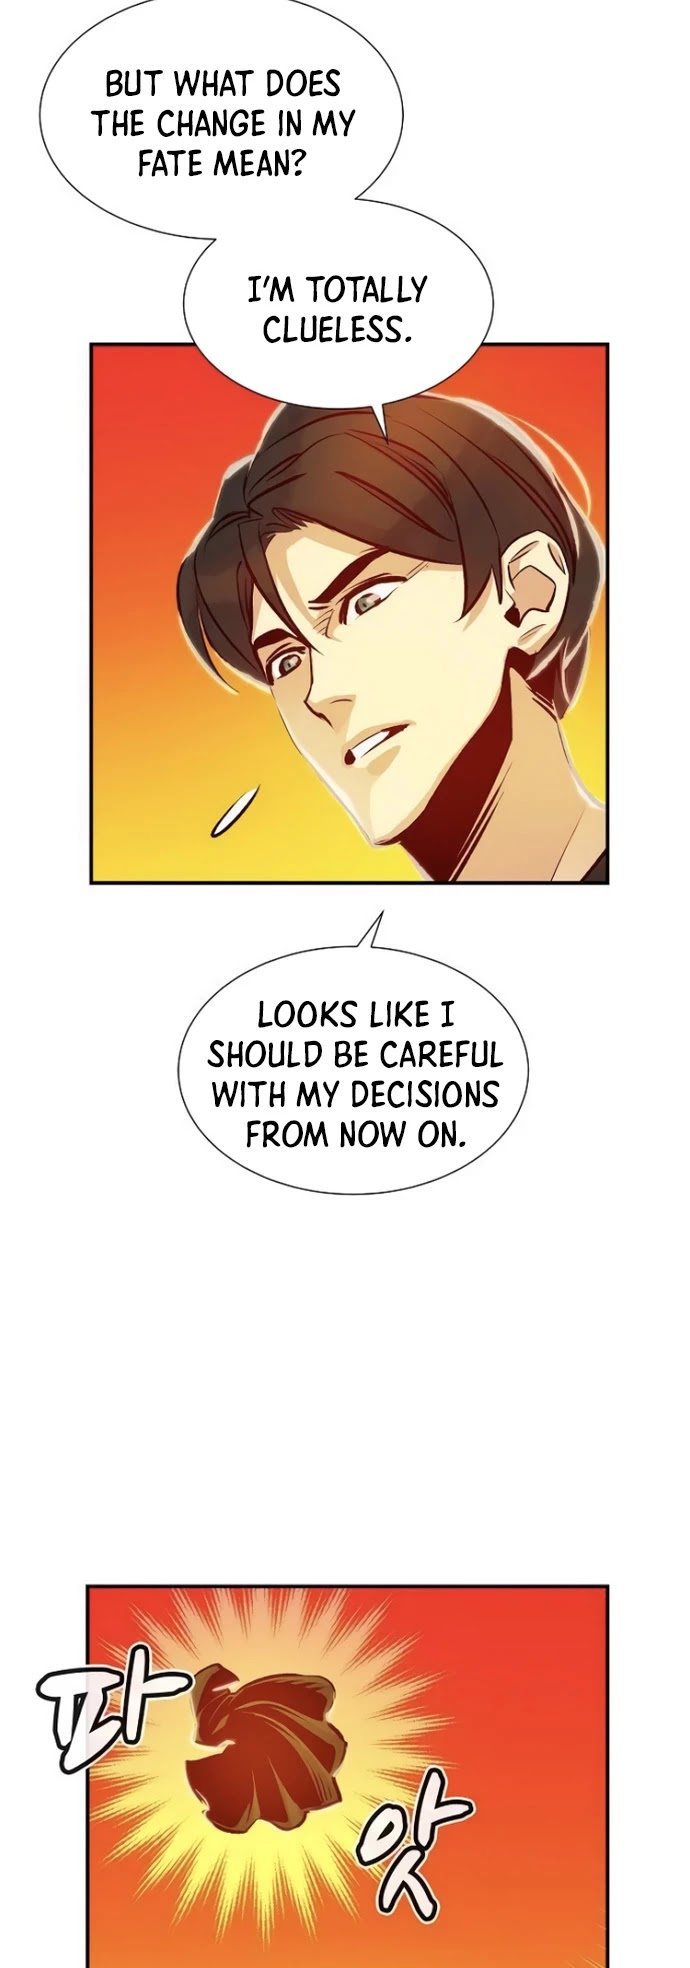 BUT WHAT DOES
THE CHANGE IN MY
FATE MEAN?
I'M TOTALLY
CLUELESS.
LOOKS LIKE I
SHOULD BE CAREFUL
WITH MY DECISIONS
FROM NOW ON.
파
앗